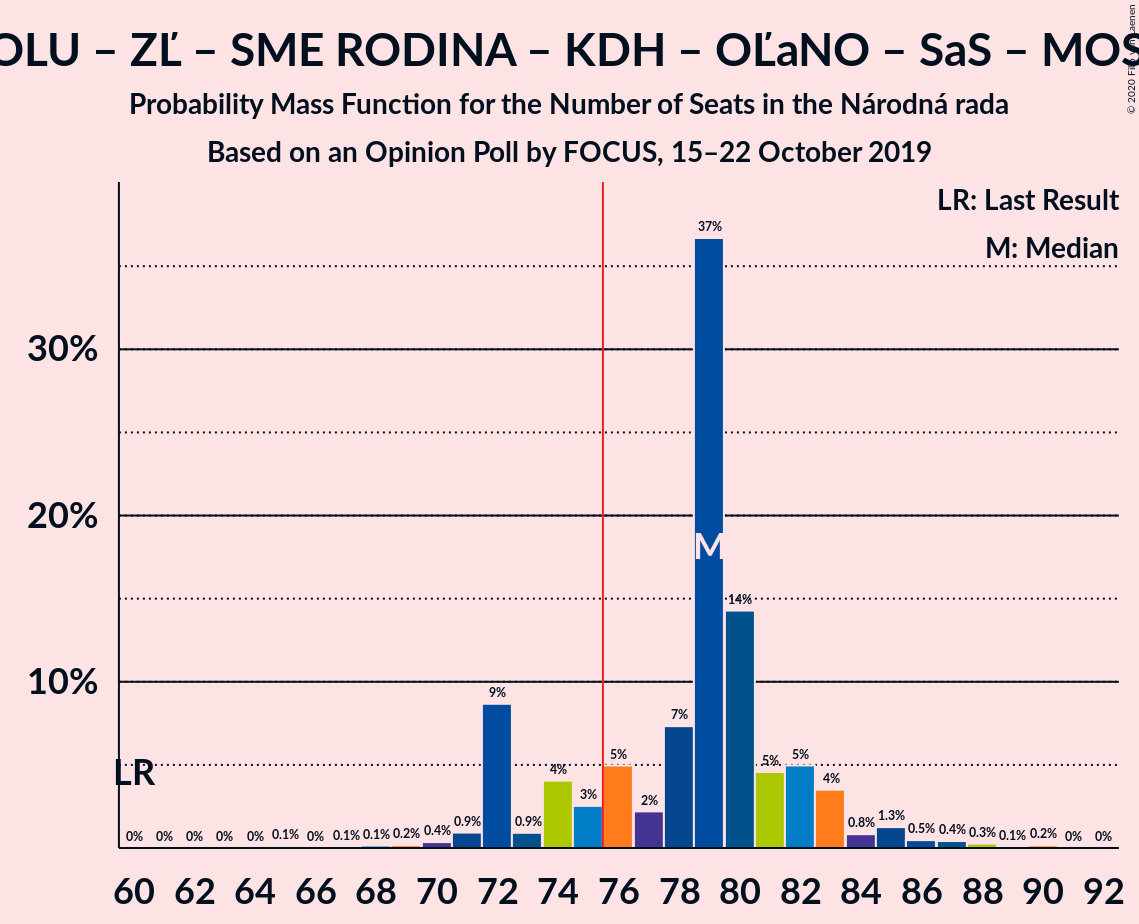 OLU – ZĽ – SME RODINA – KDH – OĽaNO – SaS – MOS
Probability Mass Function for the Number of Seats in the Národná rada
Based on an Opinion Poll by FOCUS, 15–22 October 2019
LR: Last Result
M: Median
30%
20%
10%
LR
M
0% 0% 0% 0% 0% 0.1% 0% 0.1% 0.1% 0.2% 0.4% 0.9% 9% 0.9% 4% 3% 5% 2% 7% 37% 14% 5% 5% 4% 0.8% 1.3% 0.5% 0.4% 0.3% 0.1% 0.2% 0% 0%
60 62 64 66 68 70 72 74 76 78 80 82 84 86 88 90 92
© 2020